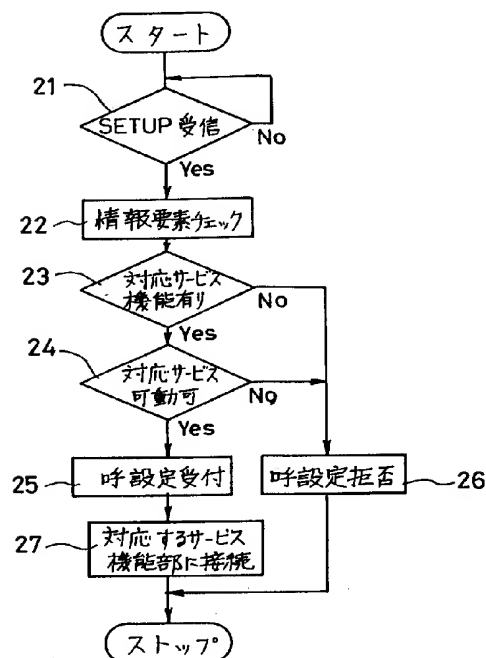 スタート
21
SETUP 受信
No
Yes
22
情報要素チェック
23
対応サービス
機能有り
No
Yes
24
対応サービス
可動可
No
Yes
25
呼設定受付
呼設定拒否
26
27
対応するサービス
機能部に接続
ストップ